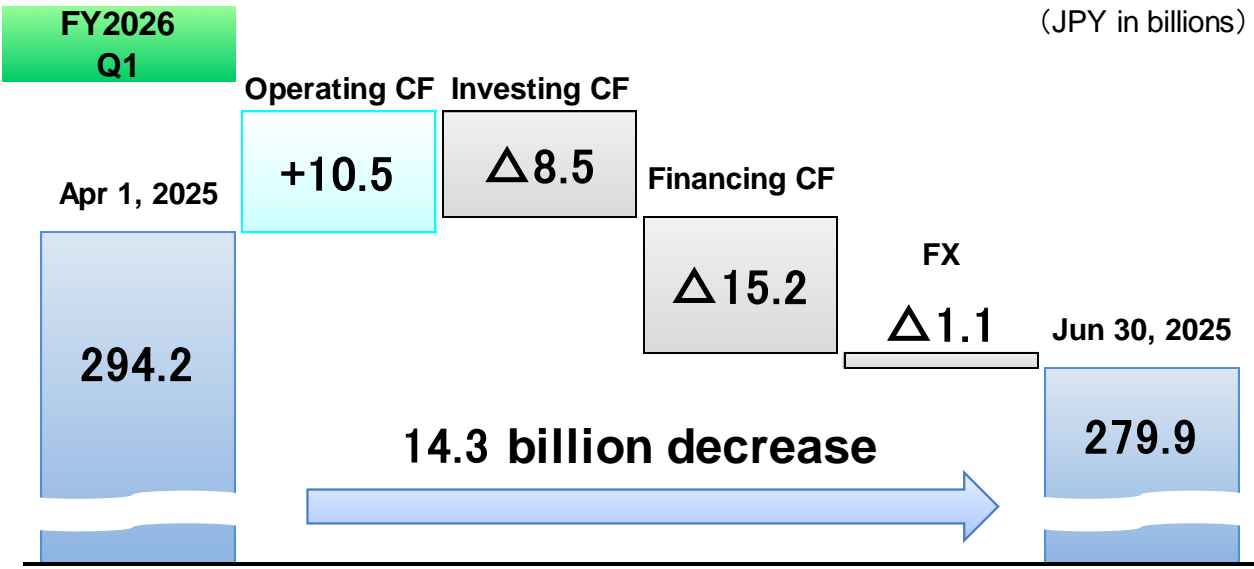 FY2026
Q1
（JPY in billions）
Operating CF
Investing CF
+10.5
△8.5
Financing CF
Apr 1, 2025
△15.2
FX
△1.1
Jun 30, 2025
294.2
279.9
14.3 billion decrease